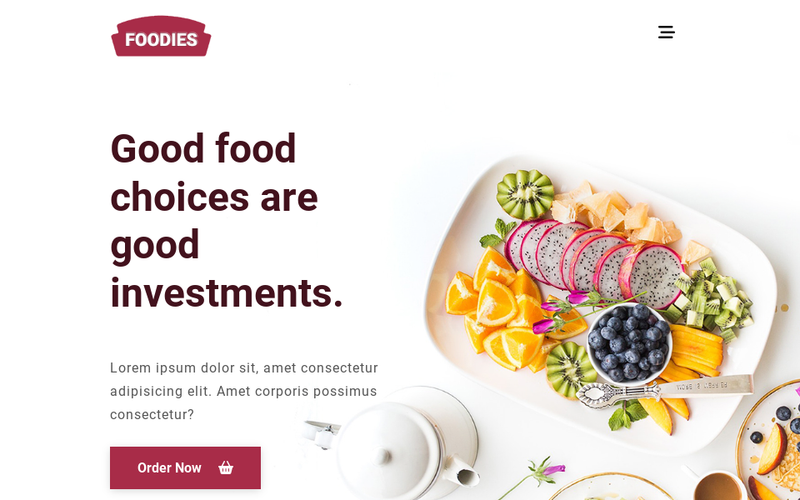 FOODIES
Good food
choices are
good
investments.
Lorem ipsum dolor sit, amet consectetur
adipisicing elit. Amet corporis possimus
consectetur?
Order Now